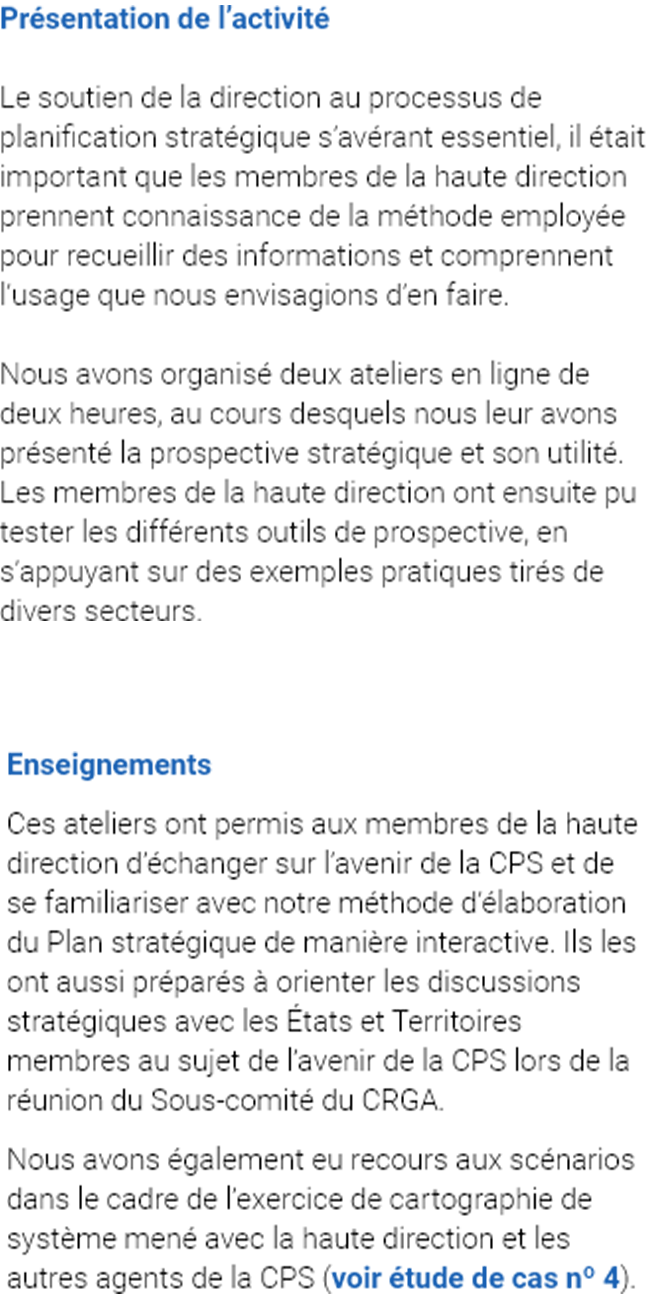 Présentation de l’activité
Le soutien de la direction au processus de
planification stratégique s’avérant essentiel, il était
important que les membres de la haute direction
prennent connaissance de la méthode employée
pour recueillir des informations et comprennent
l’usage que nous envisagions d’en faire.
Nous avons organisé deux ateliers en ligne de
deux heures, au cours desquels nous leur avons
présenté la prospective stratégique et son utilité.
Les membres de la haute direction ont ensuite pu
tester les différents outils de prospective, en
s’appuyant sur des exemples pratiques tirés de
divers secteurs.
Enseignements
Ces ateliers ont permis aux membres de la haute
direction d’échanger sur l’avenir de la CPS et de
se familiariser avec notre méthode d’élaboration
du Plan stratégique de manière interactive. Ils les
ont aussi préparés à orienter les discussions
stratégiques avec les États et Territoires
membres au sujet de l’avenir de la CPS lors de la
réunion du Sous-comité du CRGA.
Nous avons également eu recours aux scénarios
dans le cadre de l’exercice de cartographie de
système mené avec la haute direction et les
autres agents de la CPS (voir étude de cas nº 4).